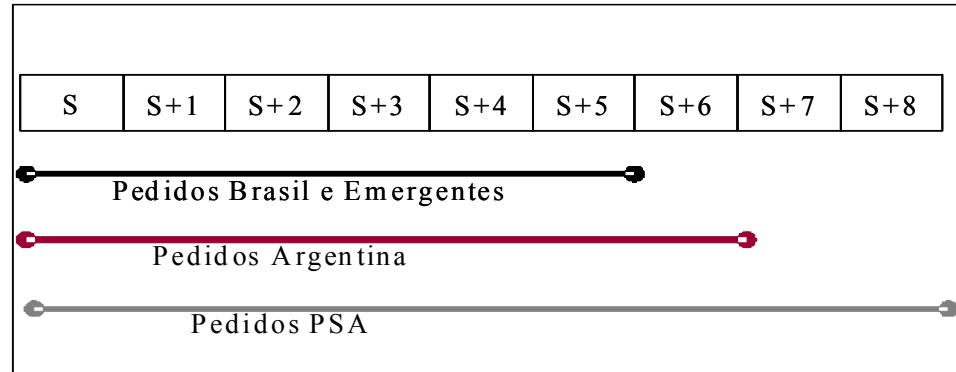 S S+1 S+2 S+3 S+4 S+5 S+6 S+7 S+8
Pedidos Brasil e Emergentes
Pedidos Argentina
Pedidos PSA